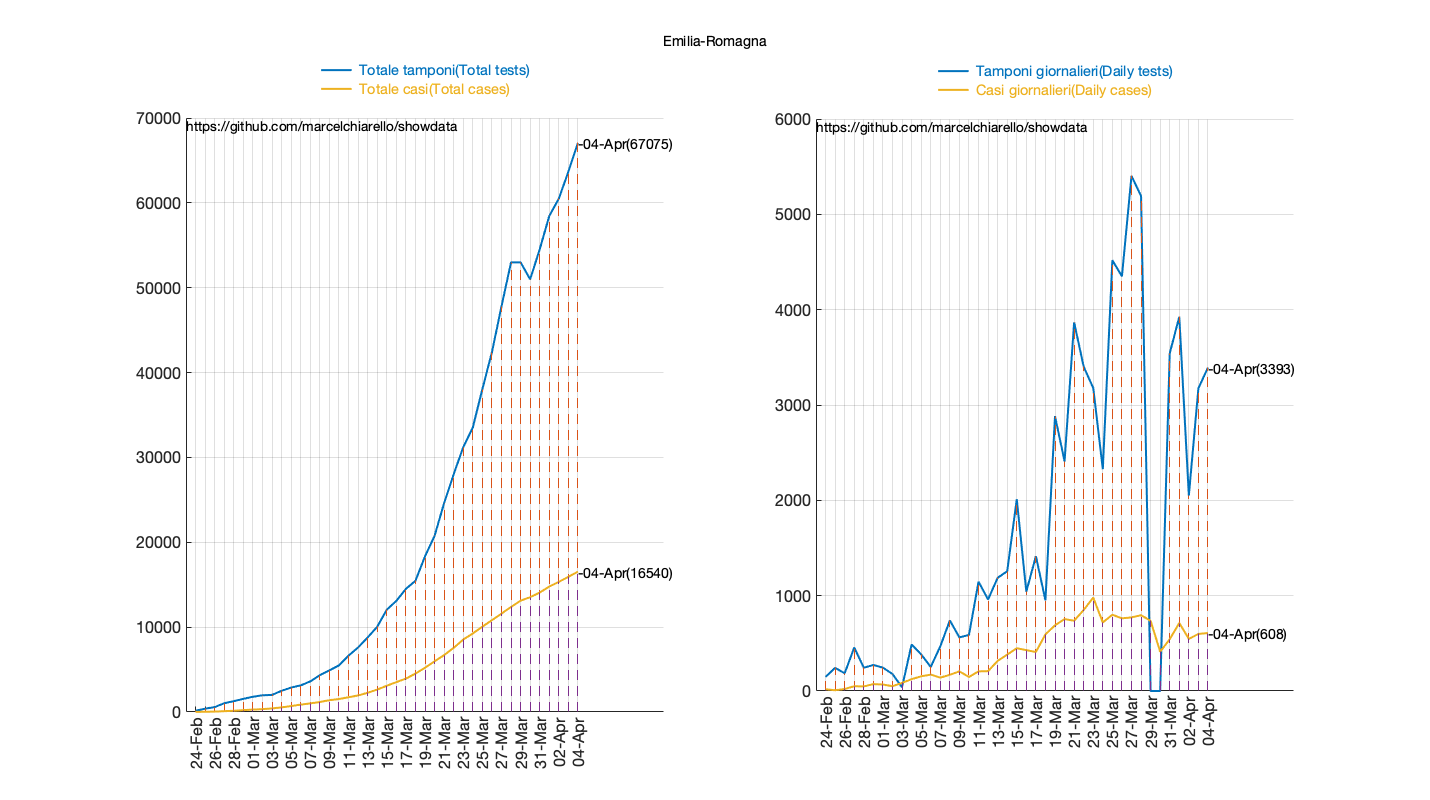 Emilia-Romagna
Totale tamponi(Total tests)
Totale casi(Total cases)
70000
60000
50000
40000
30000
20000
10000
0
https://github.com/marcelchiarello/showdata
-04-Apr(67075)
-04-Apr(16540)
24-Feb
26-Feb
28-Feb
01-Mar
03-Mar
05-Mar
07-Mar
09-Mar
11-Mar
13-Mar
15-Mar
17-Mar
19-Mar
21-Mar
23-Mar
25-Mar
27-Mar
29-Mar
31-Mar
02-Apr
04-Apr
Tamponi giornalieri(Daily tests)
Casi giornalieri(Daily cases)
6000
5000
4000
3000
2000
1000
0
https://github.com/marcelchiarello/showdata
-04-Apr(3393)
-04-Apr(608)
24-Feb
26-Feb
28-Feb
01-Mar
03-Mar
05-Mar
07-Mar
09-Mar
11-Mar
13-Mar
15-Mar
17-Mar
19-Mar
21-Mar
23-Mar
25-Mar
27-Mar
29-Mar
31-Mar
02-Apr
04-Apr